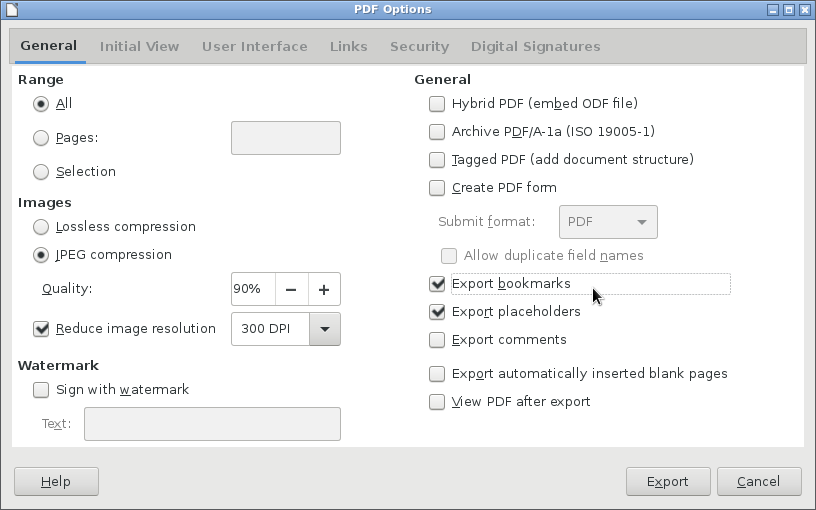 PDF Options
General Initial View User Interface Links Security Digital Signatures
Range
All
Pages:
Selection
Images
Lossless compression
JPEG compression
Quality: 90%
Reduce image resolution 300 DPI
Watermark
Sign with watermark
Text:
General
Hybrid PDF (embed ODF file)
Archive PDF/A-1a (ISO 19005-1)
Tagged PDF (add document structure)
Create PDF form
Submit format: PDF
Allow duplicate field names
Export bookmarks
Export placeholders
Export comments
Export automatically inserted blank pages
View PDF after export
Help Export Cancel